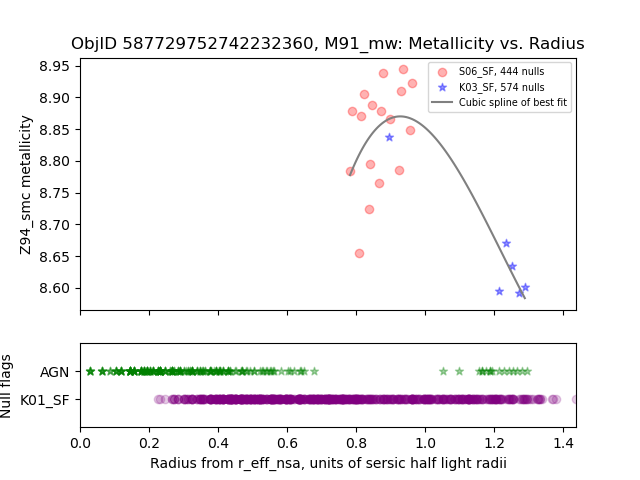 ObjID 587729752742232360, M91_mw: Metallicity vs. Radius
Z94_smc metallicity
8.95
8.90
8.85
8.80
8.75
8.70
8.65
8.60
S06_SF, 444 nulls
K03_SF, 574 nulls
Cubic spline of best fit
Null flags
AGN
K01_SF
0.0 0.2 0.4 0.6 0.8 1.0 1.2 1.4
Radius from r_eff_nsa, units of sersic half light radii